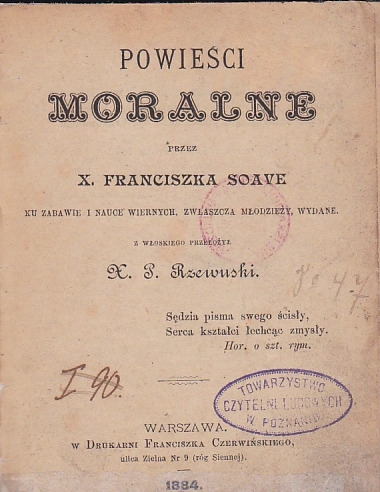 POWIEŚCI
MORALNE
PRZEZ
X. FRANCISZKA SOAVE
KU ZABAWIE I NAUCE WIERNYCH, ZWŁASZCZA MŁODZIEŻY, WYDANE.
Z WŁOSKIEGO PRZEŁOŻYŁ
X. P. Rzewuski.
Sędzia pisma swego ścisły,
Serca kształci łechcąc zmysły.
Hor. o szt. rym.
I 90.
TOWARZYSTWO
CZYTELNI LUDOWYCH
W POZNANIU
WARSZAWA.
W DRUKARNI FRANCISZKA CZERWIŃSKIEGO,
ulica Zielna Nr 9 (róg Siennej).
1884.